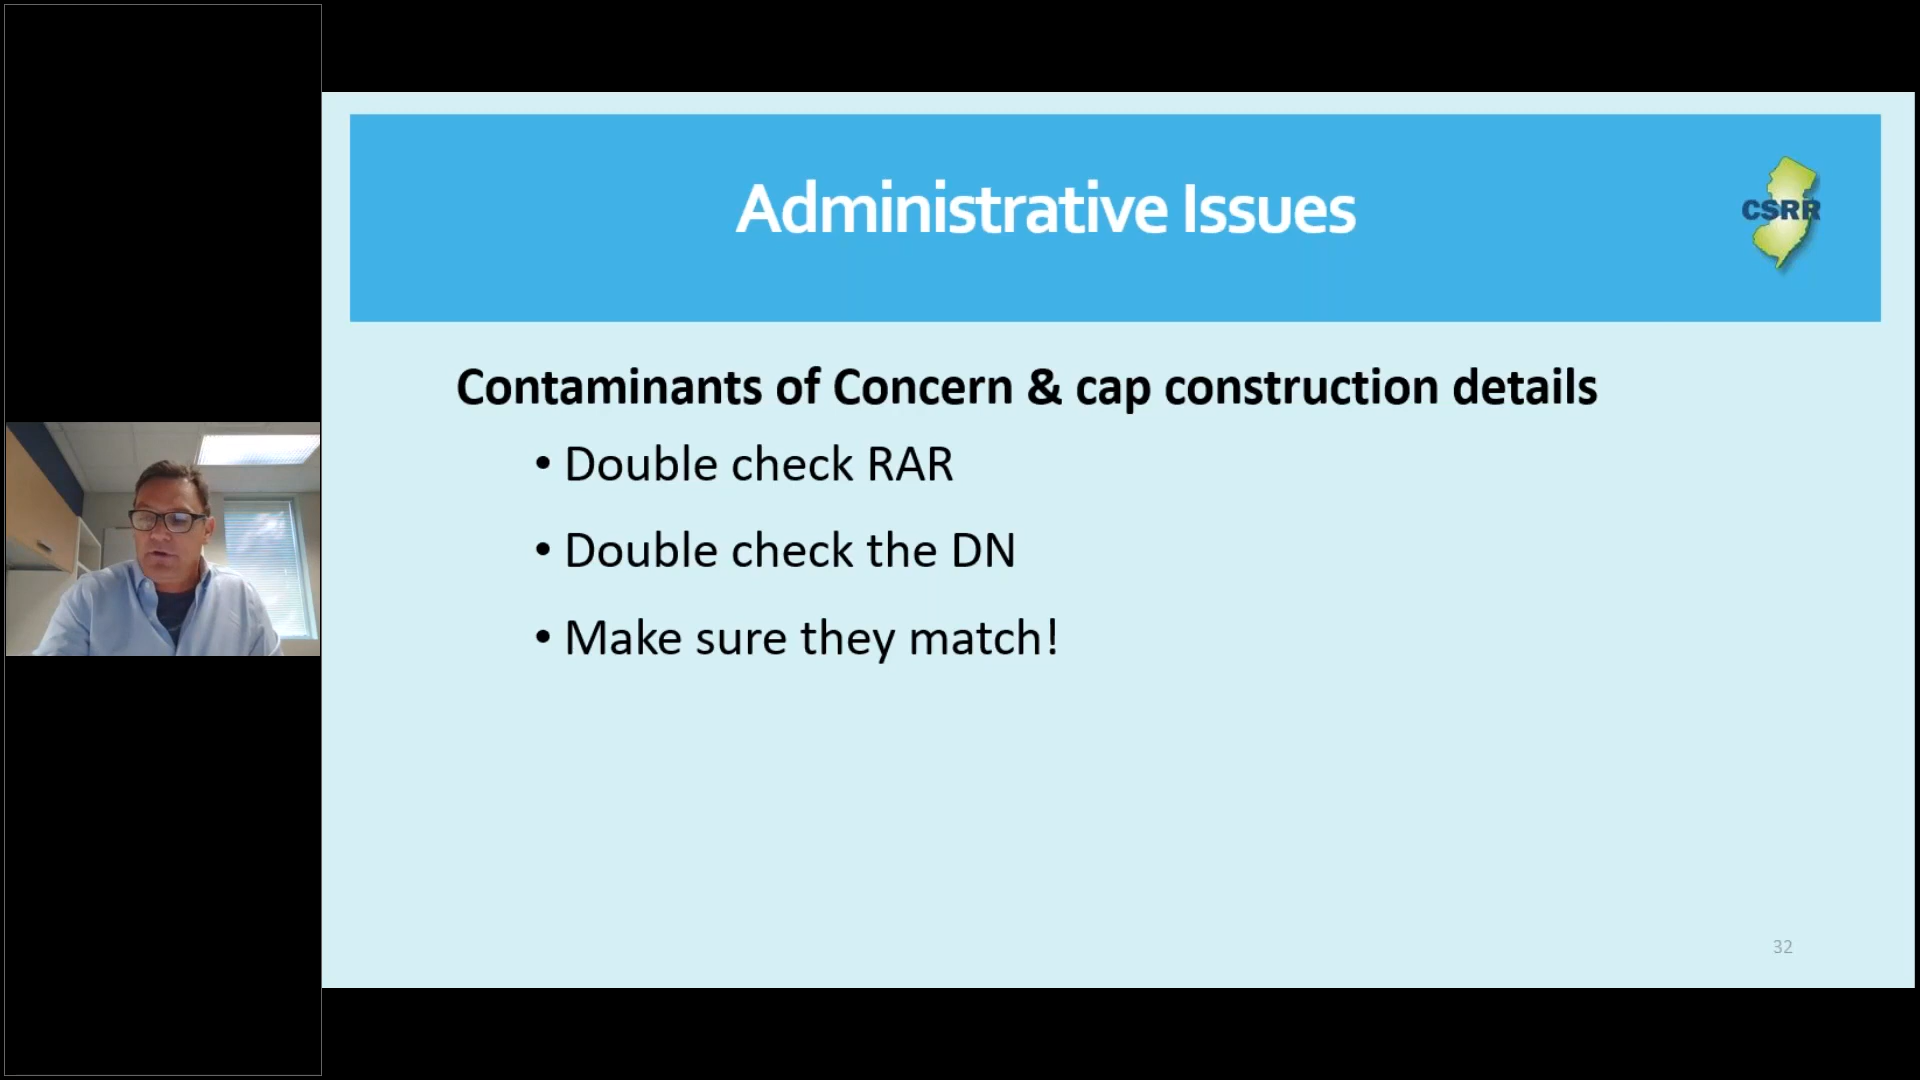 Administrative Issues
CSRR
Contaminants of Concern & cap construction details
• Double check RAR
• Double check the DN
• Make sure they match!
32